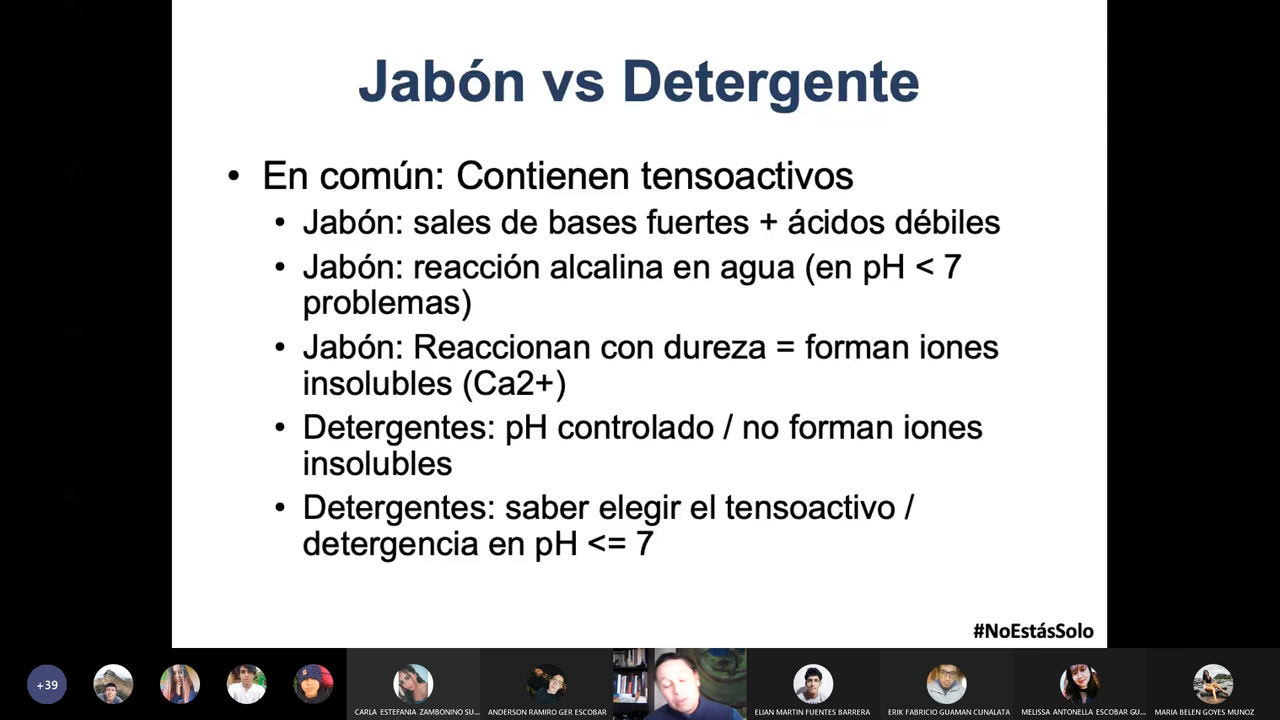 Jabón vs Detergente
• En común: Contienen tensoactivos
• Jabón: sales de bases fuertes + ácidos débiles
• Jabón: reacción alcalina en agua (en pH < 7
problemas)
• Jabón: Reaccionan con dureza = forman iones
insolubles (Ca2+)
• Detergentes: pH controlado / no forman iones
insolubles
• Detergentes: saber elegir el tensoactivo /
detergencia en pH <= 7
#NoEstásSolo
+39
CARLA ESTEFANIA ZAMBONINO SU...
ANDERSON RAMIRO GER ESCOBAR
ELIAN MARTIN FUENTES BARRERA
ERIK FABRICIO GUAMAN CUNALATA
MELISSA ANTONELLA ESCOBAR GU...
MARIA BELEN GOYES MUNOZ